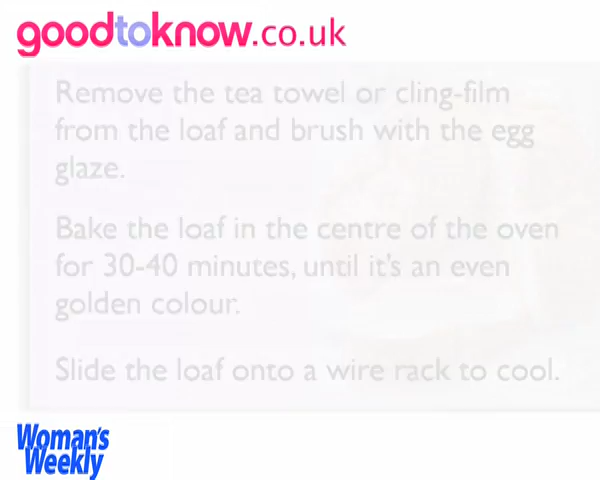 goodtoknow.co.uk
Remove the tea towel or cling-film
from the loaf and brush with the egg
glaze.
Bake the loaf in the centre of the oven
for 30-40 minutes, until it's an even
golden colour.
Slide the loaf onto a wire rack to cool.
Woman's
Weekly